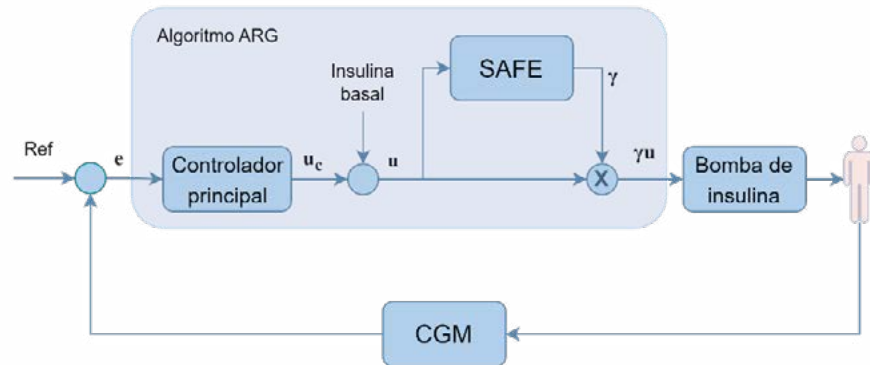 Algoritmo ARG
SAFE
Insulina
basal
γ
Ref
e
Controlador
principal
u_c
u
X
γu
Bomba de
insulina
CGM